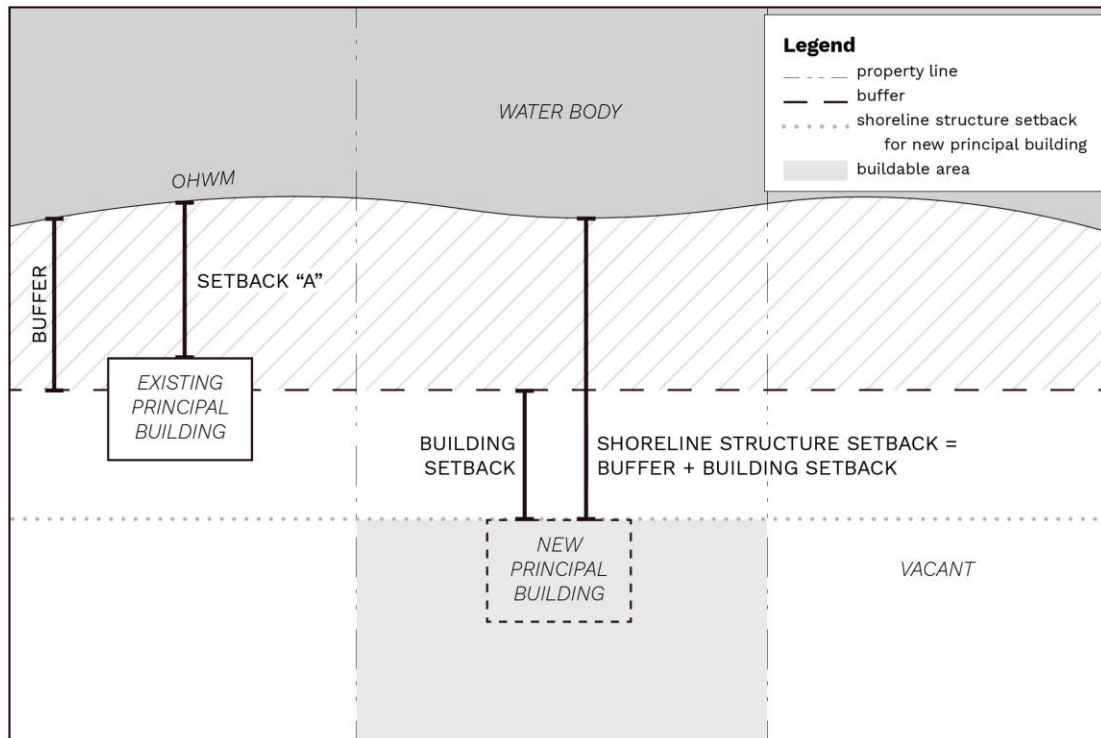 WATER BODY
Legend
property line
buffer
shoreline structure setback
for new principal building
buildable area
OHWM
BUFFER
SETBACK “A”
EXISTING
PRINCIPAL
BUILDING
BUILDING
SETBACK
SHORELINE STRUCTURE SETBACK =
BUFFER + BUILDING SETBACK
NEW
PRINCIPAL
BUILDING
VACANT